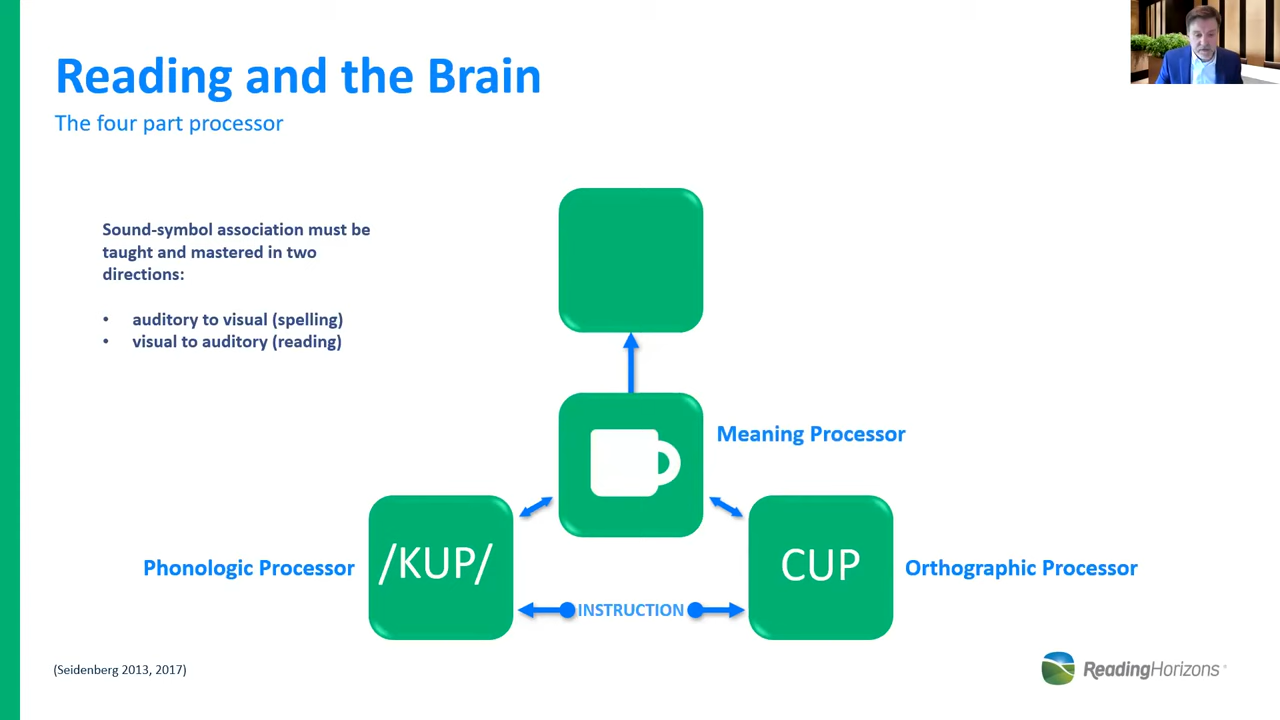 Reading and the Brain
The four part processor
Sound-symbol association must be
taught and mastered in two
directions:
• auditory to visual (spelling)
• visual to auditory (reading)
Meaning Processor
Phonologic Processor
/KUP/
CUP
Orthographic Processor
INSTRUCTION
(Seidenberg 2013, 2017)
ReadingHorizons